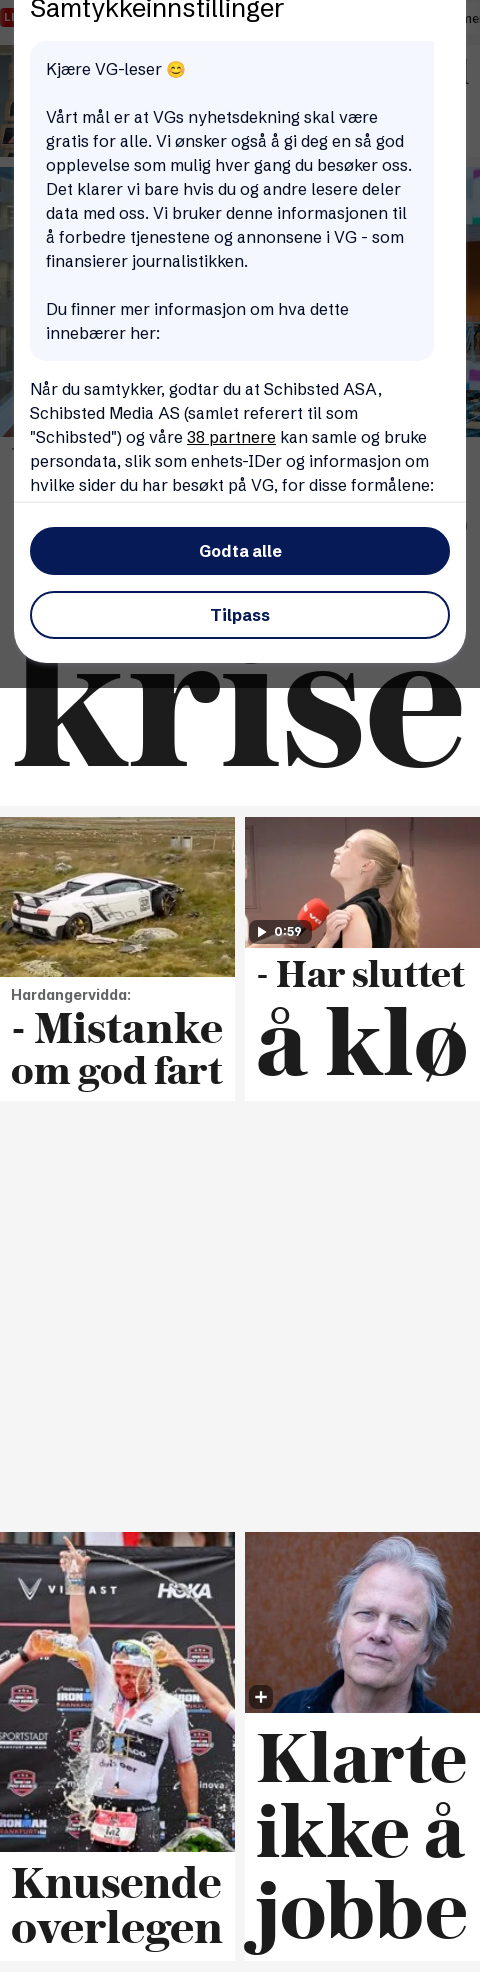 Samtykkeinnstillinger
Kjære VG-leser 😊
Vårt mål er at VGs nyhetsdekning skal være
gratis for alle. Vi ønsker også å gi deg en så god
opplevelse som mulig hver gang du besøker oss.
Det klarer vi bare hvis du og andre lesere deler
data med oss. Vi bruker denne informasjonen til
å forbedre tjenestene og annonsene i VG - som
finansierer journalistikken.
Du finner mer informasjon om hva dette
innebærer her:
Når du samtykker, godtar du at Schibsted ASA,
Schibsted Media AS (samlet referert til som
"Schibsted") og våre 38 partnere kan samle og bruke
persondata, slik som enhets-IDer og informasjon om
hvilke sider du har besøkt på VG, for disse formålene:
Godta alle
Tilpass
krise
VG
0:59
Hardangervidda:
- Mistanke
om god fart
- Har sluttet
å klø
HOKA
IRONMAN
FRANKFURT
SPORTSTADT
Knusende
overlegen
Klarte
ikke å
jobbe